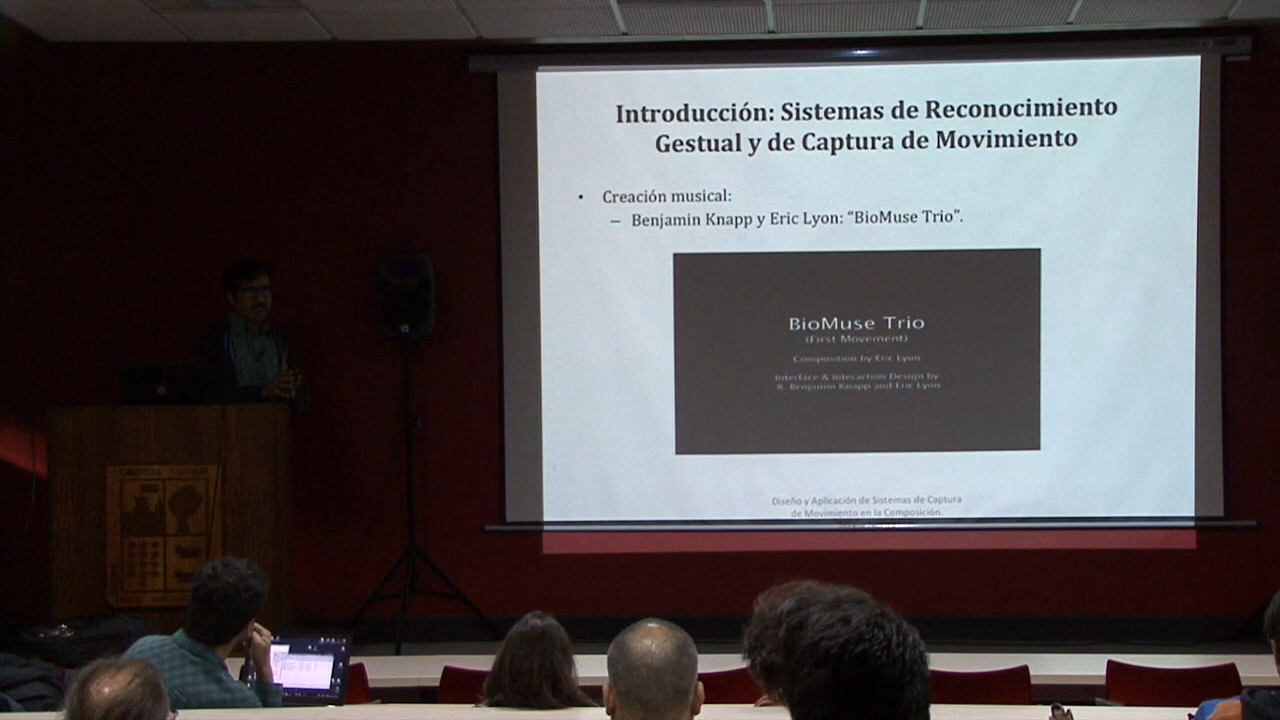 Introducción: Sistemas de Reconocimiento
Gestual y de Captura de Movimiento
• Creación musical:
– Benjamin Knapp y Eric Lyon: “BioMuse Trio”.
BioMuse Trio
(First Movement)
Composition by Eric Lyon
Interface & Interaction Design by
R. Benjamin Knapp and Eric Lyon
Diseño y Aplicación de Sistemas de Captura
de Movimiento en la Composición.